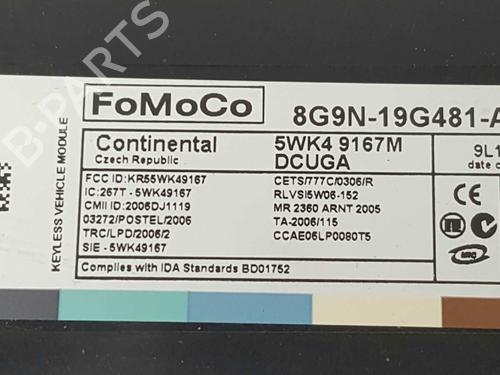 FoMoCo
8G9N-19G481-A
Continental
Czech Republic
5WK4 9167M
DCUGA
9L1
date c
KEYLESS VEHICLE MODULE
FCC ID:KR55WK49167
IC:267T - 5WK49167
CMII ID:2006DJ1119
03272/POSTEL/2006
TRC/LPD/2006/2
S/E - 5WK49167
CETS/777C/0306/R
RLVSI5W06-152
MR 2360 ARNT 2005
TA-2006/115
CCAE06LP0080T5
Complies with IDA Standards BD01752
B-PARTS